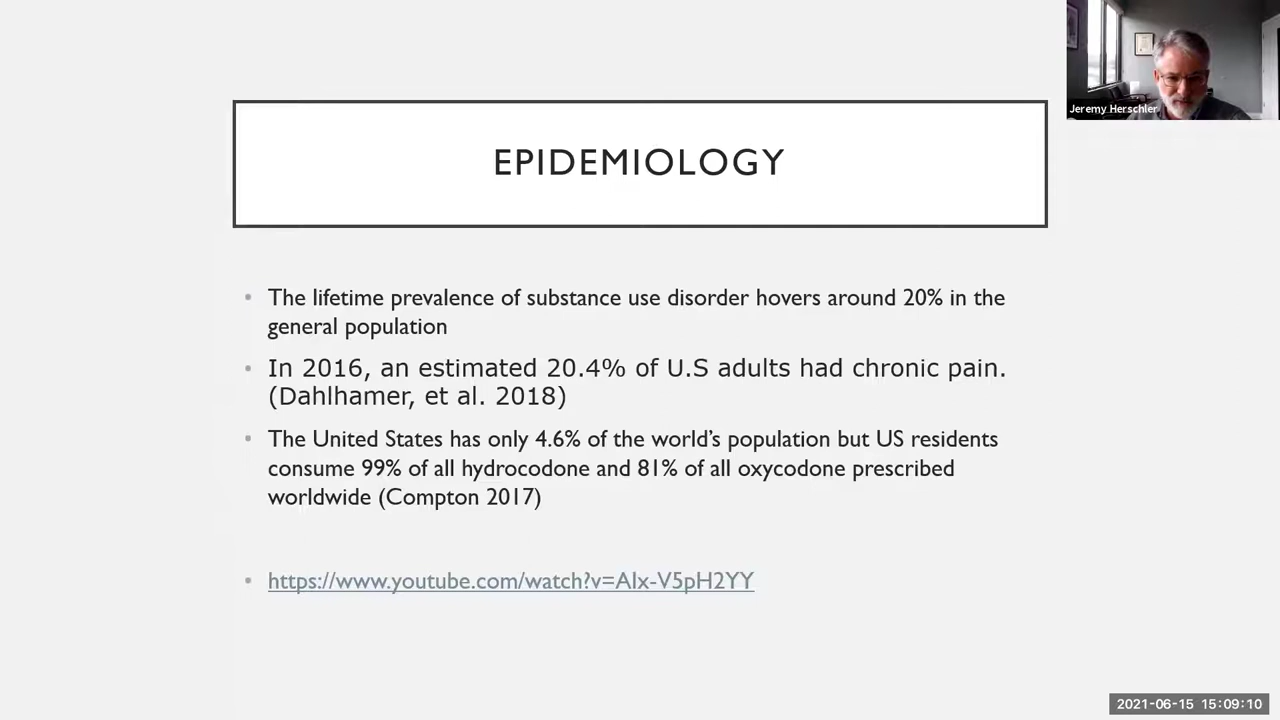 Jeremy Herschler
EPIDEMIOLOGY
• The lifetime prevalence of substance use disorder hovers around 20% in the
general population
• In 2016, an estimated 20.4% of U.S adults had chronic pain.
(Dahlhamer, et al. 2018)
• The United States has only 4.6% of the world’s population but US residents
consume 99% of all hydrocodone and 81% of all oxycodone prescribed
worldwide (Compton 2017)
• https://www.youtube.com/watch?v=AIx-V5pH2YY
2021-06-15 15:09:10